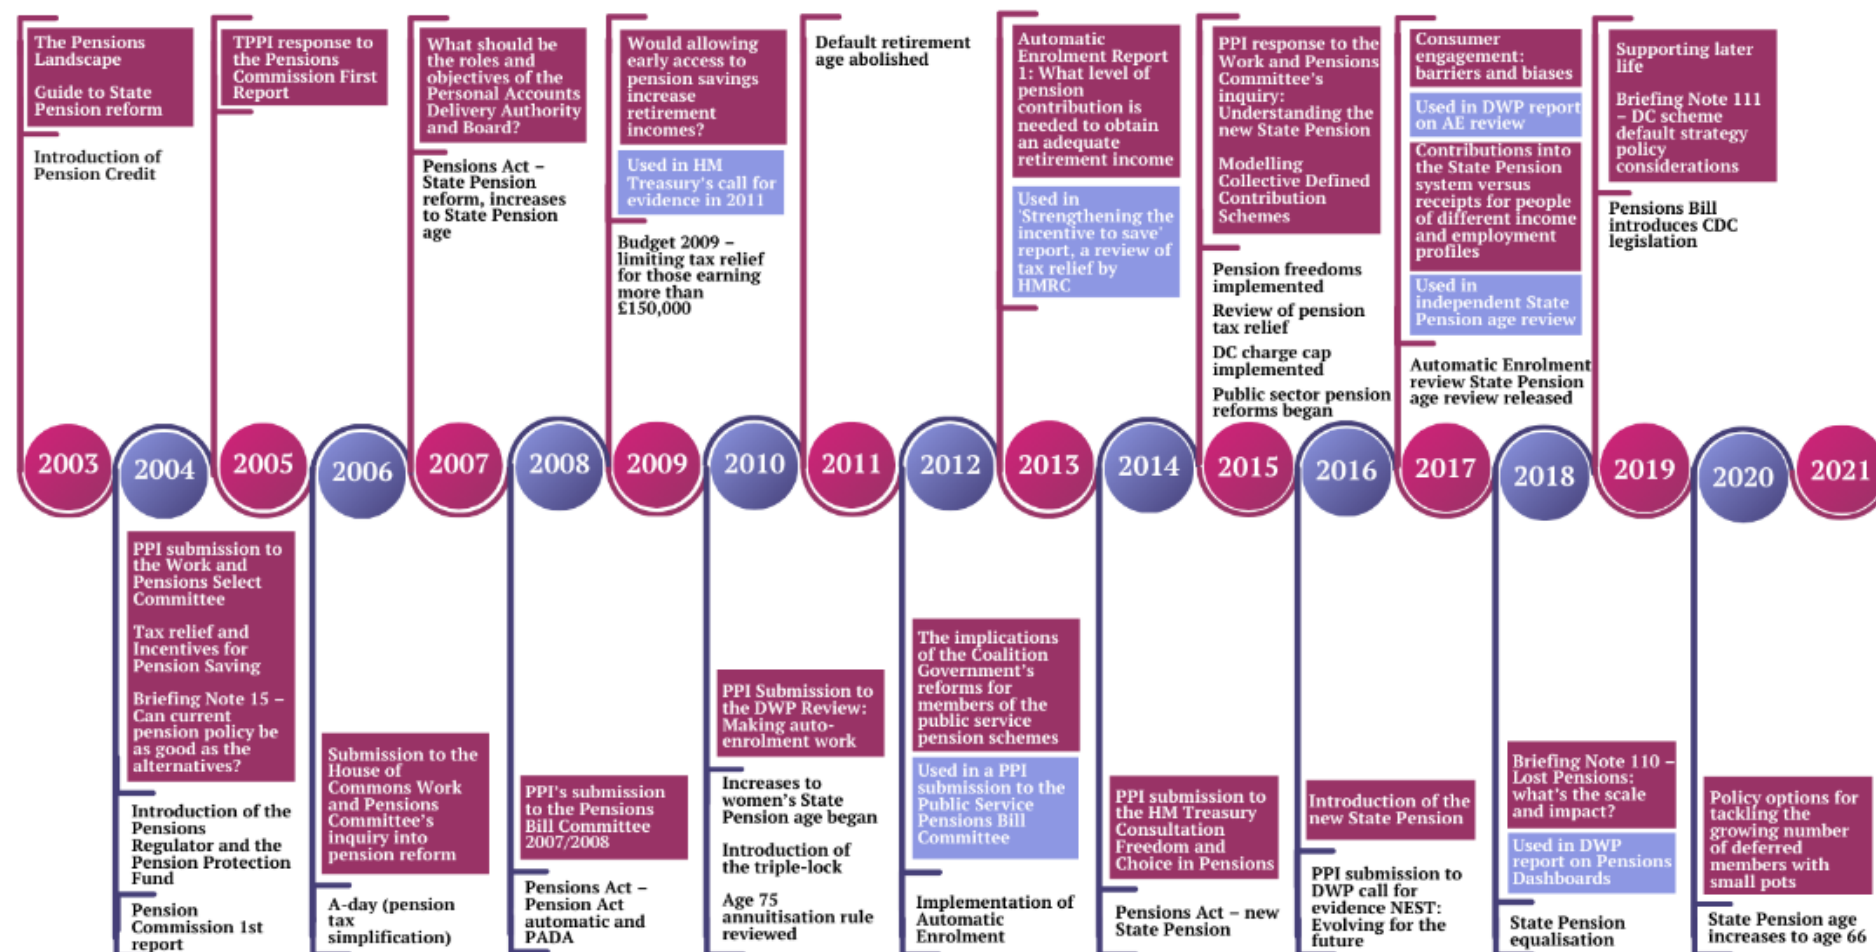 The Pensions
Landscape
Guide to State
Pension reform
Introduction of
Pension Credit
TPPI response to
the Pensions
Commission First
Report
What should be
the roles and
objectives of the
Personal Accounts
Delivery Authority
and Board?
Pensions Act –
State Pension
reform, increases
to State Pension
age
Would allowing
early access to
pension savings
increase
retirement
incomes?
Used in HM
Treasury's call for
evidence in 2011
Budget 2009 –
limiting tax relief
for those earning
more than
£150,000
Default retirement
age abolished
Automatic
Enrolment Report
1: What level of
pension
contribution is
needed to obtain
an adequate
retirement income
Used in
'Strengthening the
incentive to save'
report, a review of
tax relief by
HMRC
PPI response to the
Work and Pensions
Committee's
inquiry:
Understanding the
new State Pension
Modelling
Collective Defined
Contribution
Schemes
Pension freedoms
implemented
Review of pension
tax relief
DC charge cap
implemented
Public sector pension
reforms began
Consumer
engagement:
barriers and biases
Used in DWP report
on AE review
Contributions into
the State Pension
system versus
receipts for people
of different income
and employment
profiles
Used in
independent State
Pension age review
Automatic Enrolment
review State Pension
age review released
Supporting later
life
Briefing Note 111
– DC scheme
default strategy
policy
considerations
Pensions Bill
introduces CDC
legislation
2003
2004
2005
2006
2007
2008
2009
2010
2011
2012
2013
2014
2015
2016
2017
2018
2019
2020
2021
PPI submission to
the Work and
Pensions Select
Committee
Tax relief and
Incentives for
Pension Saving
Briefing Note 15 –
Can current
pension policy be
as good as the
alternatives?
Introduction of the
Pensions
Regulator and the
Pension Protection
Fund
Pension
Commission 1st
report
Submission to the
House of
Commons Work
and Pensions
Committee's
inquiry into
pension reform
A-day (pension
tax
simplification)
PPI's submission
to the Pensions
Bill Committee
2007/2008
Pensions Act –
Pension Act
automatic and
PADA
PPI Submission to
the DWP Review:
Making auto-
enrolment work
Increases to
women's State
Pension age began
Introduction of
the triple-lock
Age 75
annuitisation rule
reviewed
The implications
of the Coalition
Government's
reforms for
members of the
public service
pension schemes
Used in a PPI
submission to the
Public Service
Pensions Bill
Committee
Implementation of
Automatic
Enrolment
PPI submission to
the HM Treasury
Consultation
Freedom and
Choice in Pensions
Pensions Act – new
State Pension
Introduction of the
new State Pension
PPI submission to
DWP call for
evidence NEST:
Evolving for the
future
Briefing Note 110 –
Lost Pensions:
what's the scale
and impact?
Used in DWP
report on Pensions
Dashboards
State Pension
equalisation
Policy options for
tackling the
growing number
of deferred
members with
small pots
State Pension age
increases to age 66